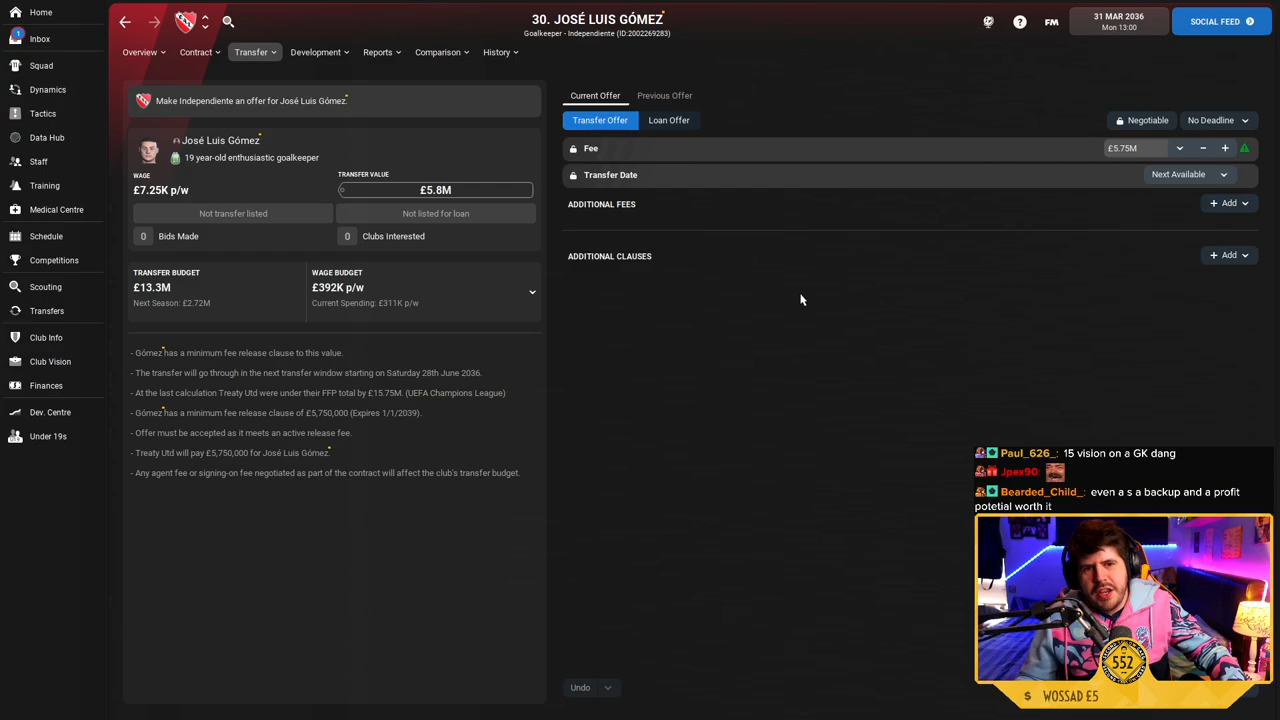 Home
1
Inbox
Squad
Dynamics
Tactics
Data Hub
Staff
Training
Medical Centre
Schedule
Competitions
Scouting
Transfers
Club Info
Club Vision
Finances
Dev. Centre
Under 19s
30. JOSÉ LUIS GÓMEZ
Goalkeeper - Independiente (ID:2002269283)
?
FM
31 MAR 2036
Mon 13:00
SOCIAL FEED
Overview
Contract
Transfer
Development
Reports
Comparison
History
Make Independiente an offer for José Luis Gómez.
José Luis Gómez
19 year-old enthusiastic goalkeeper
WAGE
£7.25K p/w
TRANSFER VALUE
£5.8M
Not transfer listed
Not listed for loan
0 Bids Made
0 Clubs Interested
TRANSFER BUDGET
£13.3M
Next Season: £2.72M
WAGE BUDGET
£392K p/w
Current Spending: £311K p/w
- Gómez has a minimum fee release clause to this value.
- The transfer will go through in the next transfer window starting on Saturday 28th June 2036.
- At the last calculation Treaty Utd were under their FFP total by £15.75M. (UEFA Champions League)
- Gómez has a minimum fee release clause of £5,750,000 (Expires 1/1/2039).
- Offer must be accepted as it meets an active release fee.
- Treaty Utd will pay £5,750,000 for José Luis Gómez.
- Any agent fee or signing-on fee negotiated as part of the contract will affect the club's transfer budget.
Current Offer
Previous Offer
Transfer Offer
Loan Offer
Negotiable
No Deadline
Fee
£5.75M
Transfer Date
Next Available
ADDITIONAL FEES
+ Add
ADDITIONAL CLAUSES
+ Add
Undo
Paul_626_: 15 vision on a GK dang
Jpex90:
Bearded_Child_: even a s a backup and a profit
potetial worth it
552
$ WOSSAD £5